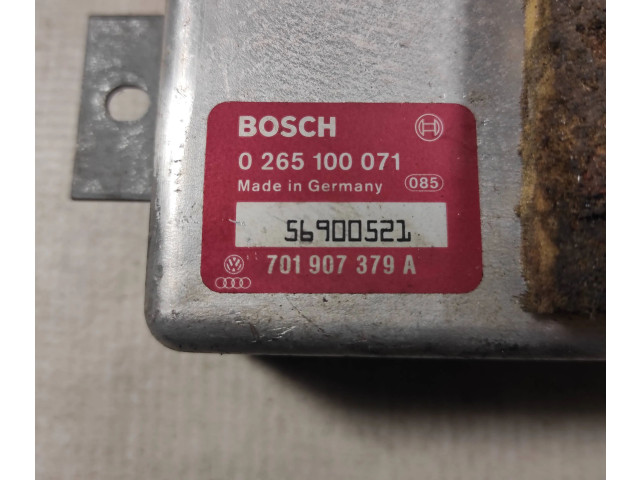 BOSCH
0 265 100 071
Made in Germany 085
56900521
701 907 379 A